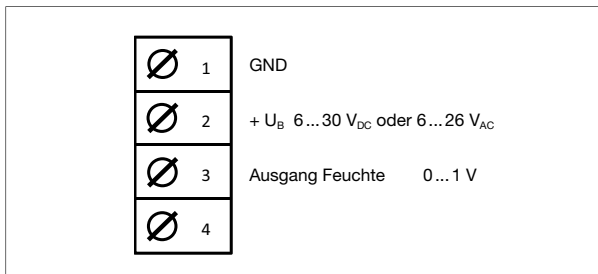 1 GND
2 + U_B 6...30 V_DC oder 6...26 V_AC
3 Ausgang Feuchte 0...1 V
4